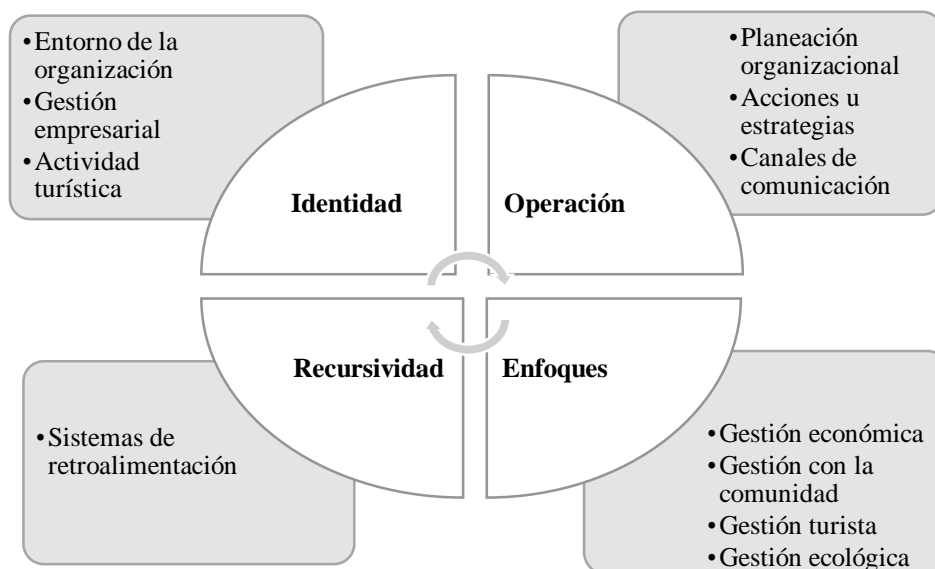 •Entorno de la
organización
•Gestión
empresarial
•Actividad
turística
Identidad
•Planeación
organizacional
•Acciones u
estrategias
•Canales de
comunicación
Operación
Recursividad
•Sistemas de
retroalimentación
Enfoques
•Gestión económica
•Gestión con la
comunidad
•Gestión turista
•Gestión ecológica